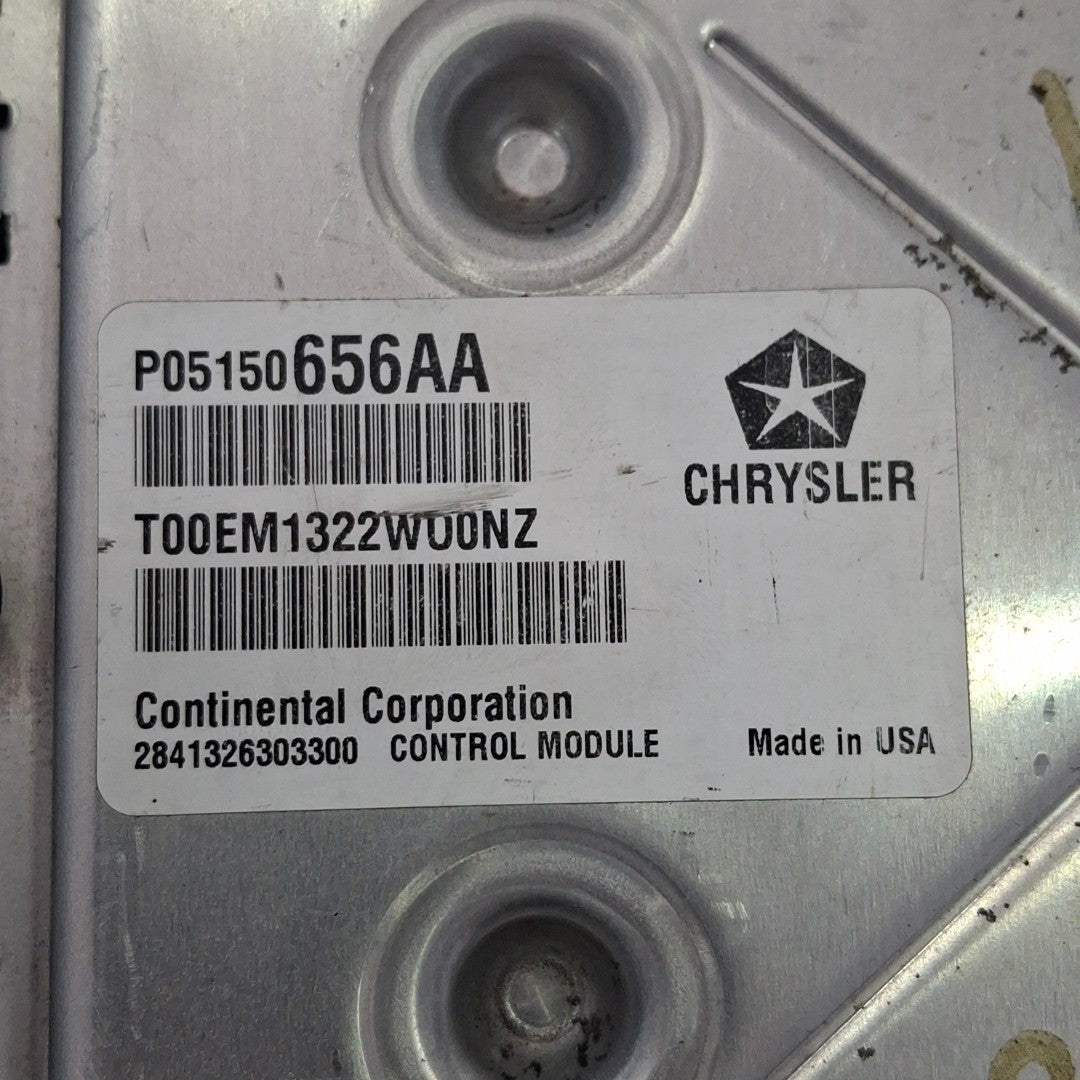 P05150656AA
CHRYSLER
T00EM1322W00NZ
Continental Corporation
2841326303300 CONTROL MODULE Made in USA